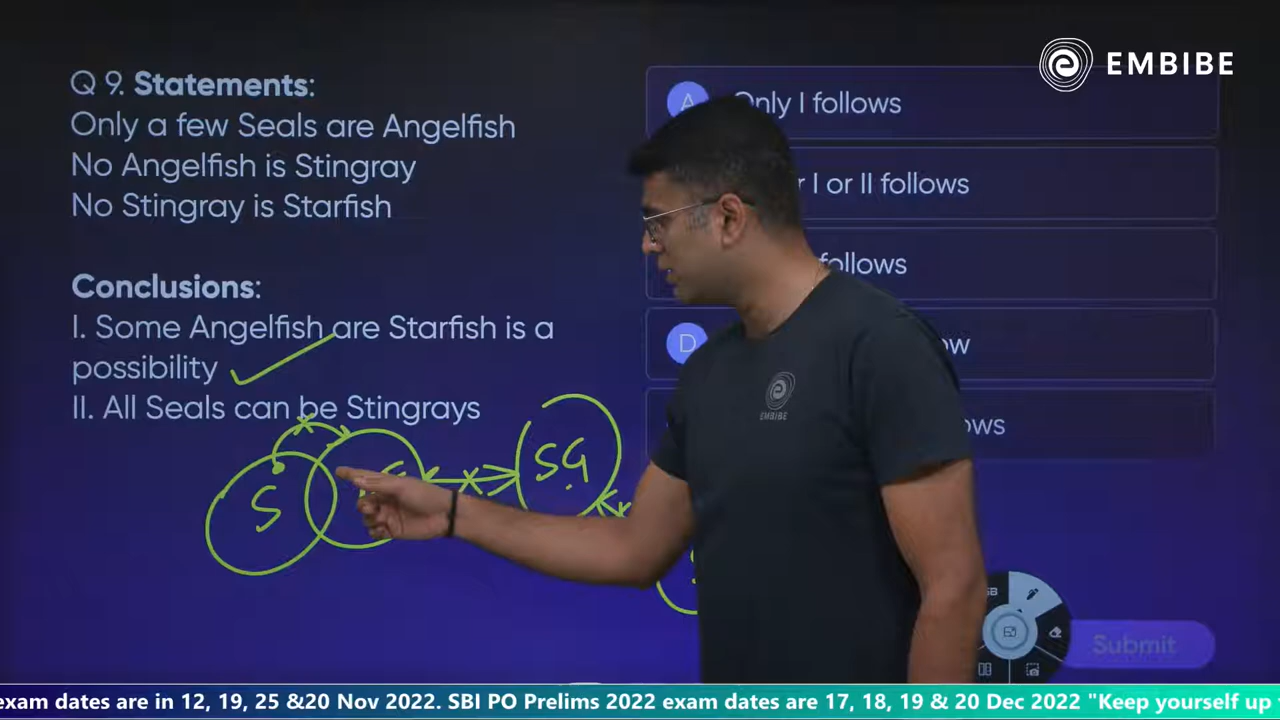 EMBIBE
Q 9. Statements:
Only a few Seals are Angelfish
No Angelfish is Stingray
No Stingray is Starfish
Conclusions:
I. Some Angelfish are Starfish is a
possibility
II. All Seals can be Stingrays
A Only I follows
r I or II follows
follows
D ow
ws
S
SG
EMBIBE
Submit
exam dates are in 12, 19, 25 &20 Nov 2022. SBI PO Prelims 2022 exam dates are 17, 18, 19 & 20 Dec 2022 "Keep yourself up